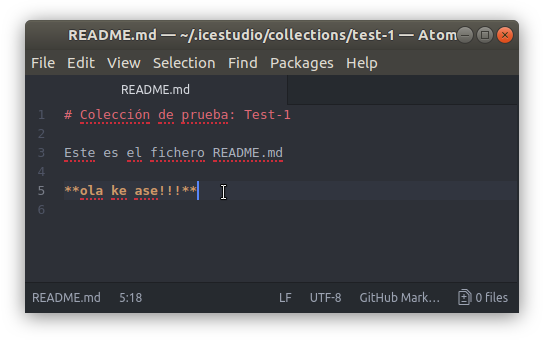 README.md — ~/.icestudio/collections/test-1 — Atom
File Edit View Selection Find Packages Help
README.md
1 # Colección de prueba: Test-1
2
3 Este es el fichero README.md
4
5 **ola ke ase!!!**
6
README.md 5:18 LF UTF-8 GitHub Mark... 0 files